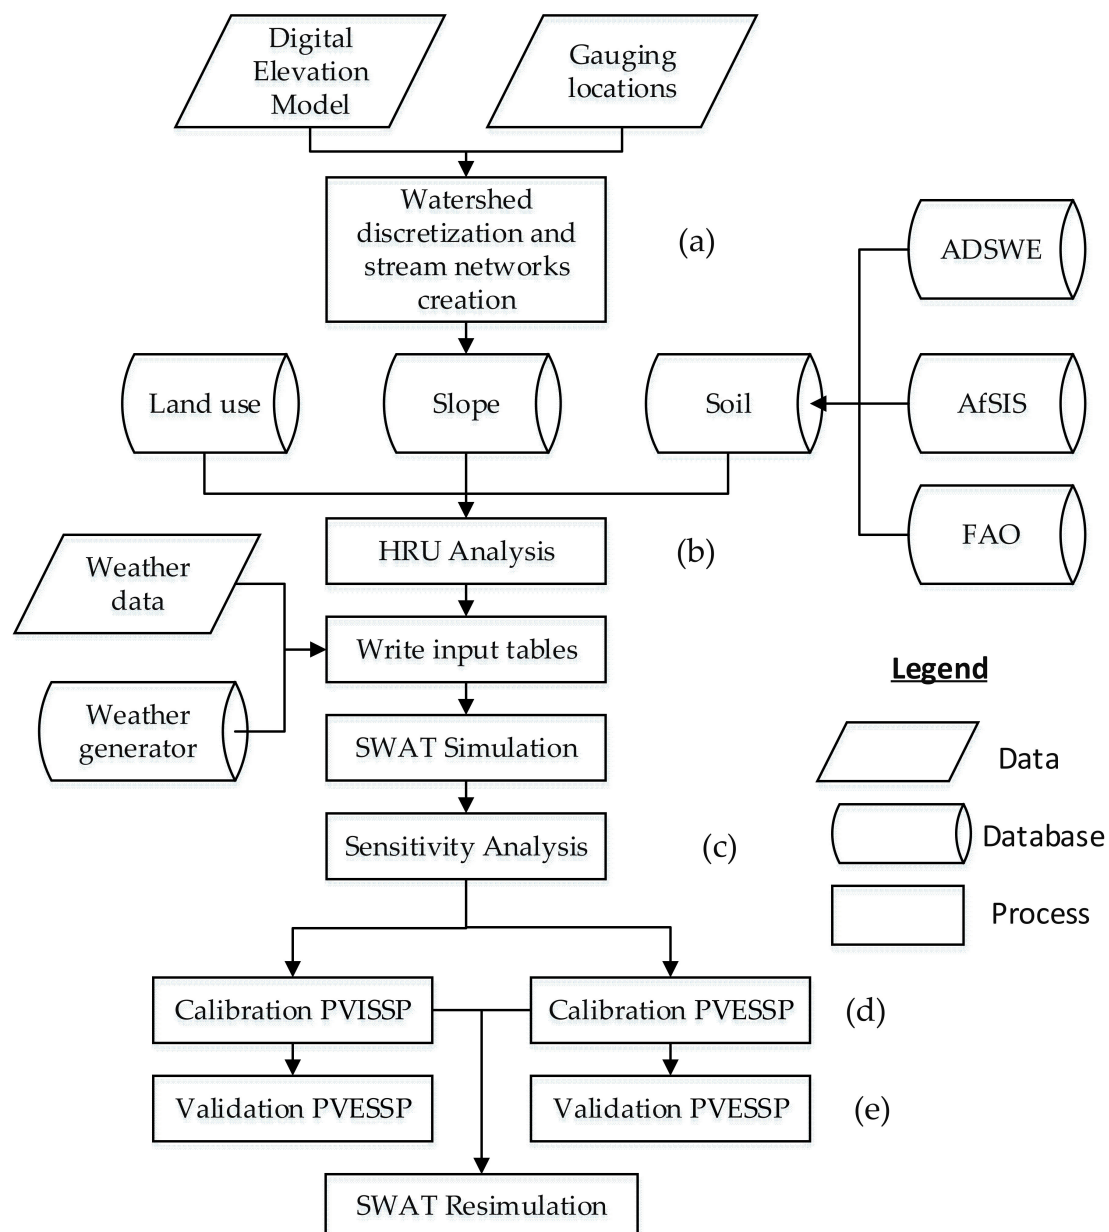 Digital
Elevation
Model
Gauging
locations
Watershed
discretization and
stream networks
creation
(a)
ADSWE
Land use
Slope
Soil
AfSIS
FAO
HRU Analysis
(b)
Weather
data
Write input tables
Weather
generator
SWAT Simulation
Sensitivity Analysis
(c)
Legend
Data
Database
Process
Calibration PVISSP
Calibration PVESSP
(d)
Validation PVESSP
Validation PVESSP
(e)
SWAT Resimulation